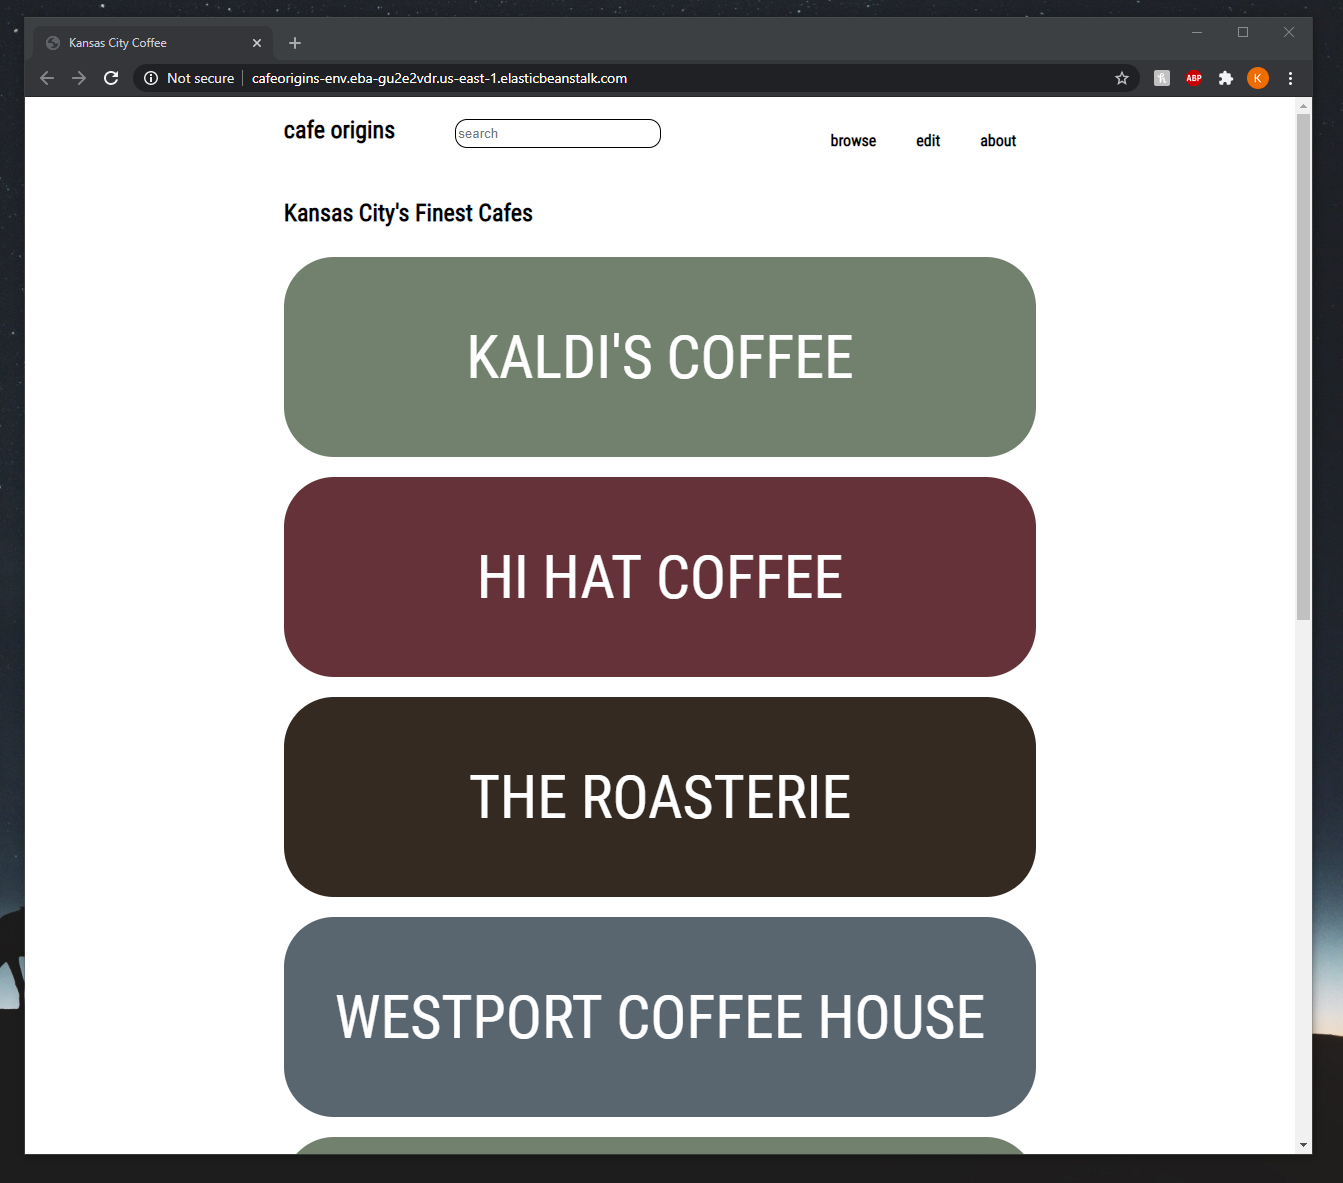 Kansas City Coffee
Not secure cafeorigins-env.eba-gu2e2vdr.us-east-1.elasticbeanstalk.com
ABP
K
cafe origins
search
browse edit about
Kansas City's Finest Cafes
KALDI'S COFFEE
HI HAT COFFEE
THE ROASTERIE
WESTPORT COFFEE HOUSE